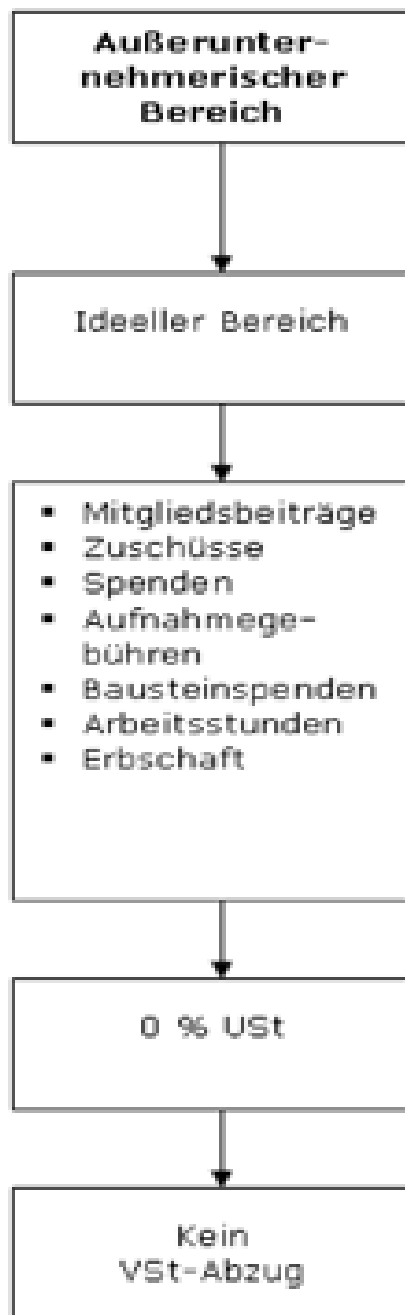 Außerunter-
nehmerischer
Bereich
Ideeller Bereich
▪ Mitgliedsbeiträge
▪ Zuschüsse
▪ Spenden
▪ Aufnahmege-
bühren
▪ Bausteinspenden
▪ Arbeitsstunden
▪ Erbschaft
0 % USt
Kein
VSt-Abzug